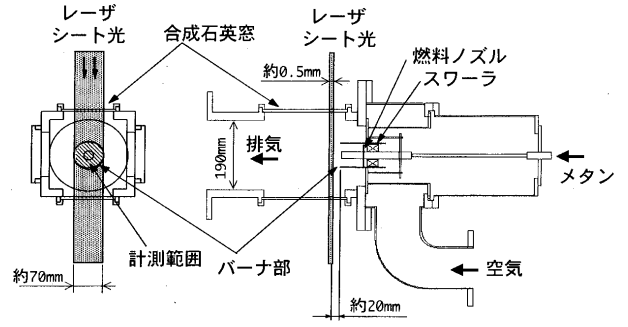 レーザ
シート光
合成石英窓
レーザ
シート光
燃料ノズル
スワーラ
約0.5mm
排気
190mm
メタン
計測範囲
バーナ部
空気
約70mm
約20mm